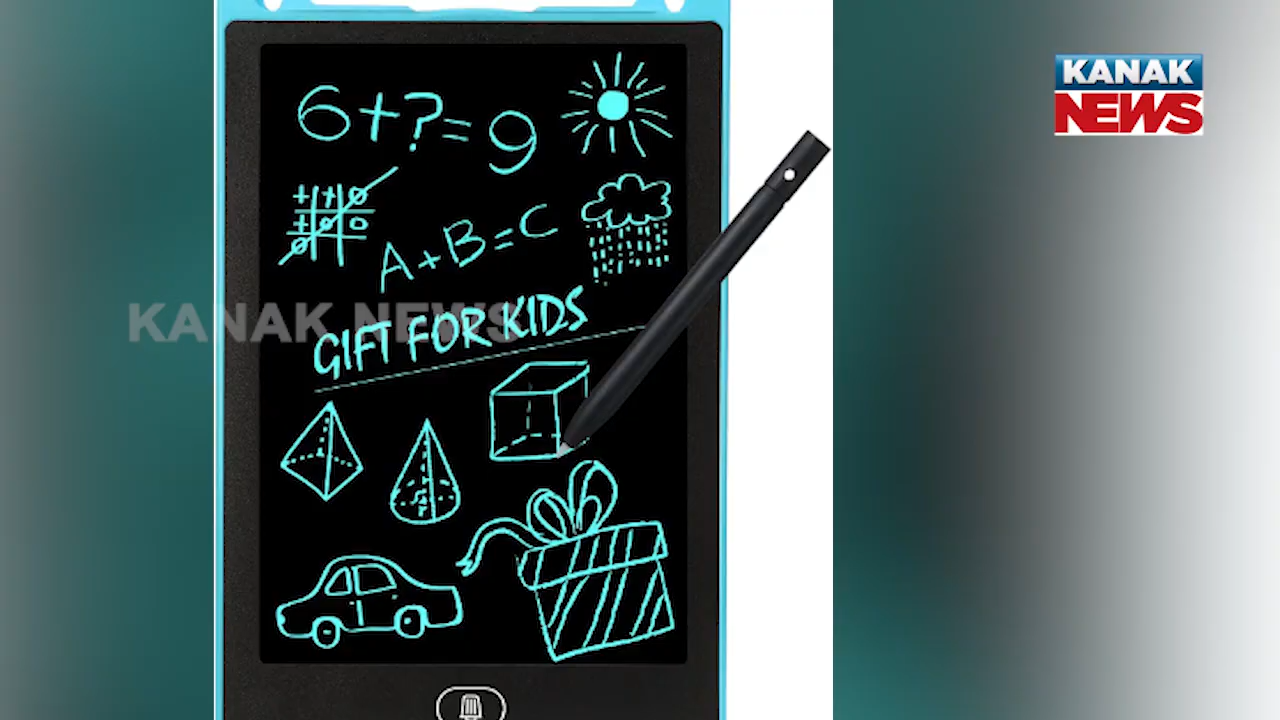 KANAK
NEWS
6+?=9
A+B=C
KANAK NEWS
GIFT FOR KIDS